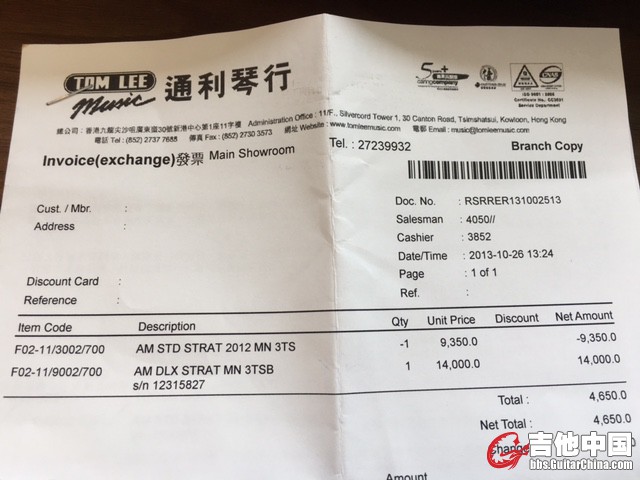 TOM LEE Music 通利琴行
5+ caringcompany
ISO 9001 : 2008
總公司：香港九龍尖沙咀廣東道30號新港中心第1座11字樓 Administration Office : 11/F., Silvercord Tower 1, 30 Canton Road, Tsimshatsui, Kowloon, Hong Kong
電話 Tel : (852) 2737 7688 傳真 Fax : (852) 2730 3573 網址 Website : www.tomleemusic.com 電郵 Email : music@tomleemusic.com
Invoice(exchange)發票 Main Showroom Tel. : 27239932 Branch Copy
Cust. / Mbr. :
Address :
Discount Card :
Reference :
Doc. No. : RSRRER131002513
Salesman : 4050//
Cashier : 3852
Date/Time : 2013-10-26 13:24
Page : 1 of 1
Ref. :
Item Code Description Qty Unit Price Discount Net Amount
F02-11/3002/700 AM STD STRAT 2012 MN 3TS -1 9,350.0 -9,350.0
F02-11/9002/700 AM DLX STRAT MN 3TSB 1 14,000.0 14,000.0
s/n 12315827
Total : 4,650.0
Net Total : 4,650.0
Change
Amount
吉他中国
bbs.GuitarChina.com